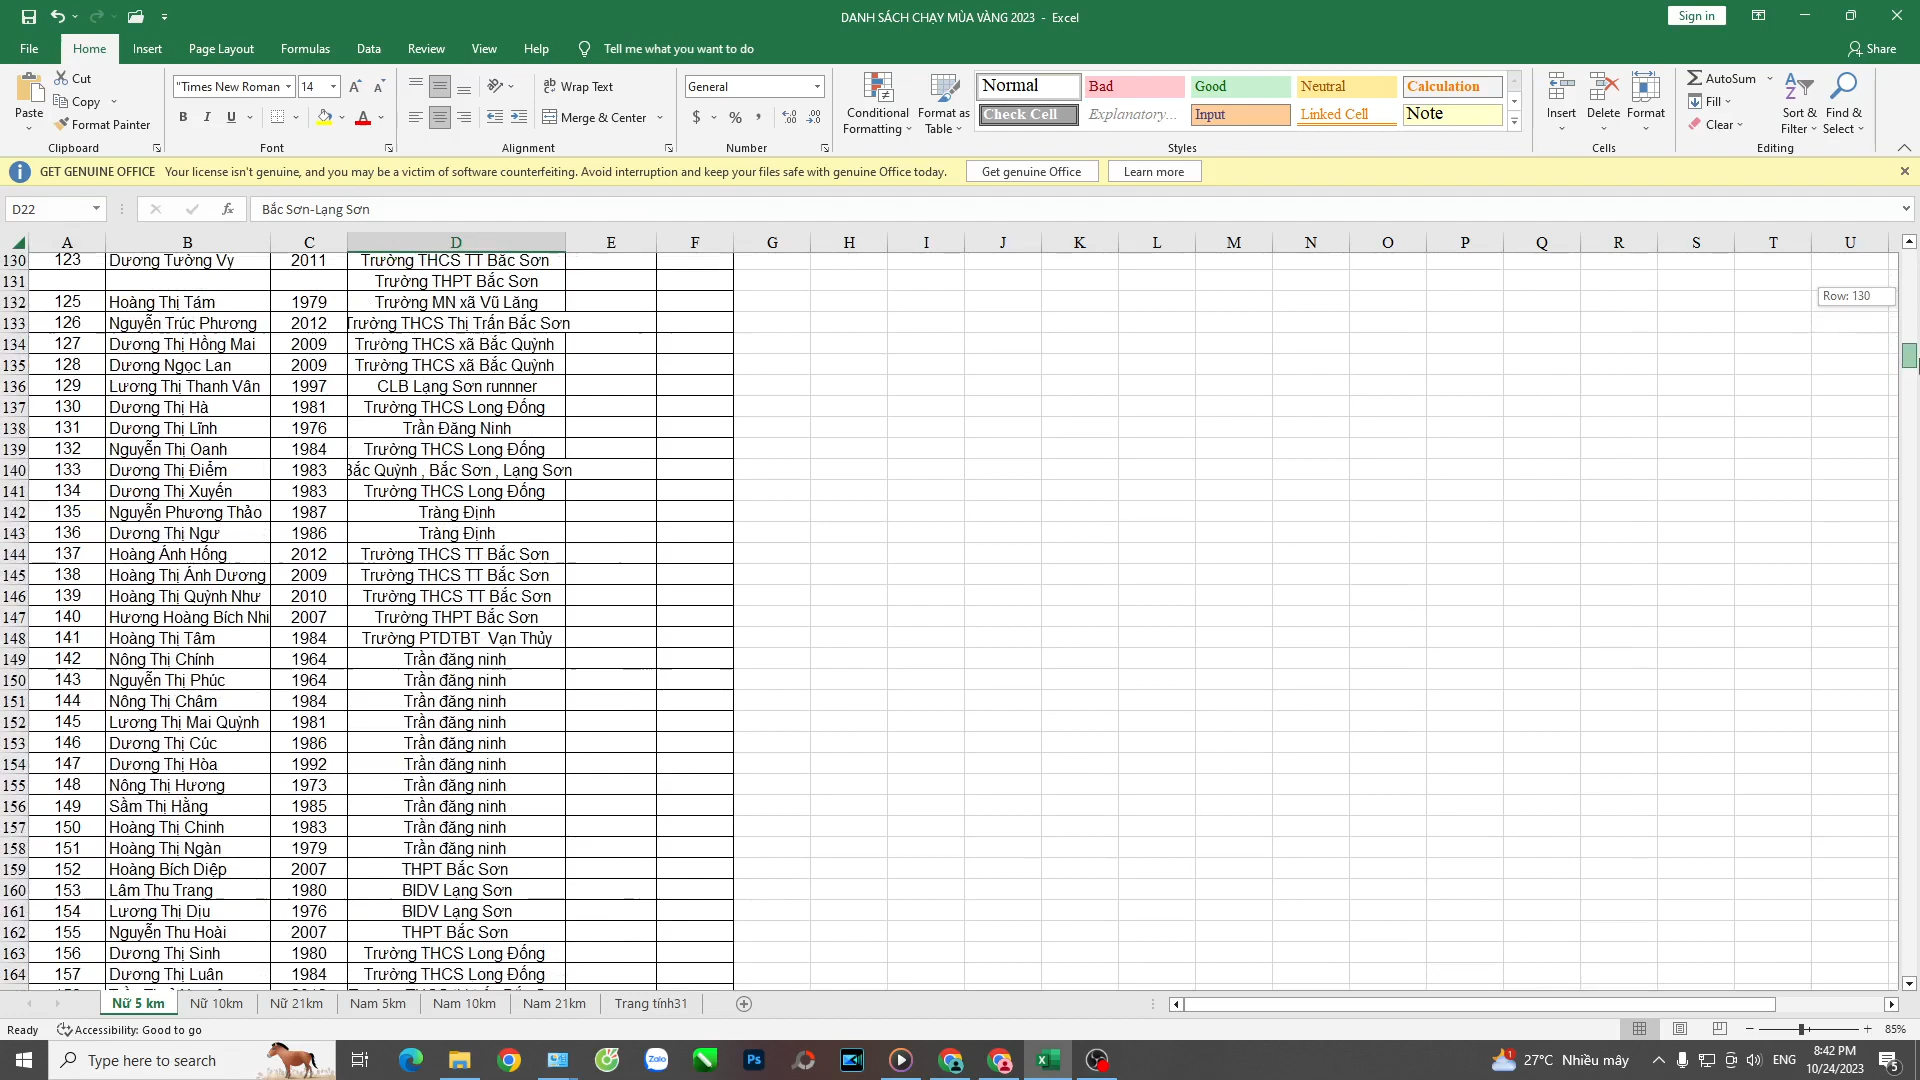 DANSH SÁCH CHẠY MÙA VÀNG 2023 - Excel
Sign in
File Home Insert Page Layout Formulas Data Review View Help Tell me what you want to do Share
Paste
Cut
Copy
Format Painter
Clipboard
"Times New Roman 14
B I U
Font
Wrap Text
Merge & Center
Alignment
General
$ %
Number
Conditional Formatting
Format as Table
Normal Bad Good Neutral Calculation
Check Cell Explanatory... Input Linked Cell Note
Styles
Insert Delete Format
Cells
AutoSum
Fill
Clear
Sort & Filter
Find & Select
Editing
GET GENUINE OFFICE Your license isn't genuine, and you may be a victim of software counterfeiting. Avoid interruption and keep your files safe with genuine Office today. Get genuine Office Learn more
D22 fx Bắc Sơn-Lạng Sơn
A B C D E F G H I J K L M N O P Q R S T U
130 123 Dương Tường Vy 2011 Trường THCS TT Bắc Sơn
131 Trường THPT Bắc Sơn
Row: 130
132 125 Hoàng Thị Tám 1979 Trường MN xã Vũ Lăng
133 126 Nguyễn Trúc Phương 2012 Trường THCS Thị Trấn Bắc Sơn
134 127 Dương Thị Hồng Mai 2009 Trường THCS xã Bắc Quỳnh
135 128 Dương Ngọc Lan 2009 Trường THCS xã Bắc Quỳnh
136 129 Lương Thị Thanh Vân 1997 CLB Lạng Sơn runnner
137 130 Dương Thị Hà 1981 Trường THCS Long Đống
138 131 Dương Thị Lĩnh 1976 Trần Đăng Ninh
139 132 Nguyễn Thị Oanh 1984 Trường THCS Long Đống
140 133 Dương Thị Điểm 1983 Bắc Quỳnh , Bắc Sơn , Lạng Sơn
141 134 Dương Thị Xuyến 1983 Trường THCS Long Đống
142 135 Nguyễn Phương Thảo 1987 Tràng Định
143 136 Dương Thị Ngư 1986 Tràng Định
144 137 Hoàng Ánh Hồng 2012 Trường THCS TT Bắc Sơn
145 138 Hoàng Thị Ánh Dương 2009 Trường THCS TT Bắc Sơn
146 139 Hoàng Thị Quỳnh Như 2010 Trường THCS TT Bắc Sơn
147 140 Hương Hoàng Bích Nhi 2007 Trường THPT Bắc Sơn
148 141 Hoàng Thị Tâm 1984 Trường PTDTBT Vạn Thủy
149 142 Nông Thị Chính 1964 Trần đăng ninh
150 143 Nguyễn Thị Phúc 1964 Trần đăng ninh
151 144 Nông Thị Châm 1984 Trần đăng ninh
152 145 Lương Thị Mai Quỳnh 1981 Trần đăng ninh
153 146 Dương Thị Cúc 1986 Trần đăng ninh
154 147 Dương Thị Hòa 1992 Trần đăng ninh
155 148 Nông Thị Hương 1973 Trần đăng ninh
156 149 Sầm Thị Hằng 1985 Trần đăng ninh
157 150 Hoàng Thị Chinh 1983 Trần đăng ninh
158 151 Hoàng Thị Ngàn 1979 Trần đăng ninh
159 152 Hoàng Bích Diệp 2007 THPT Bắc Sơn
160 153 Lâm Thu Trang 1980 BIDV Lạng Sơn
161 154 Lương Thị Dịu 1976 BIDV Lạng Sơn
162 155 Nguyễn Thu Hoài 2007 THPT Bắc Sơn
163 156 Dương Thị Sinh 1980 Trường THCS Long Đống
164 157 Dương Thị Luân 1984 Trường THCS Long Đống
Nữ 5 km Nữ 10km Nữ 21km Nam 5km Nam 10km Nam 21km Trang tính31
Ready Accessibility: Good to go 85%
Type here to search
Zalo Ps
27°C Nhiều mây ENG 8:42 PM
10/24/2023 5